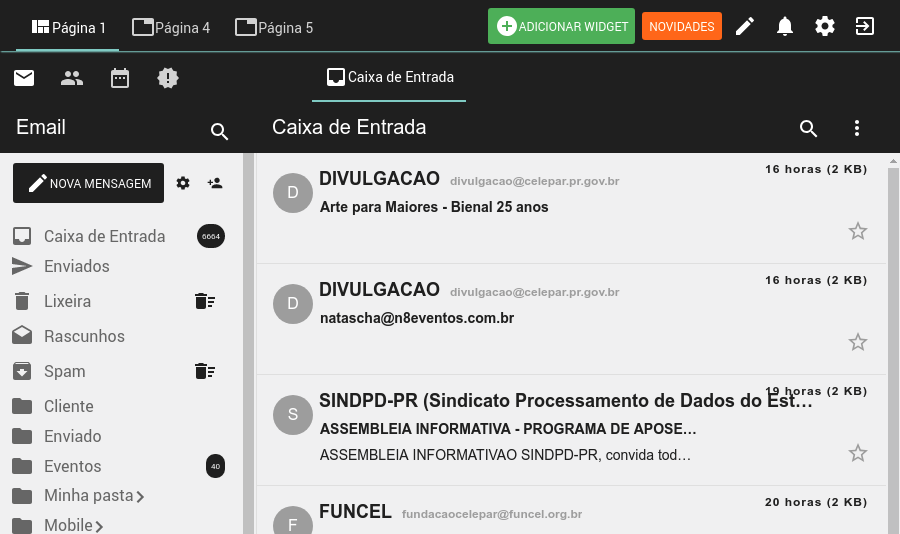 Página 1
Página 4
Página 5
ADICIONAR WIDGET
NOVIDADES
Caixa de Entrada
Email
Caixa de Entrada
NOVA MENSAGEM
Caixa de Entrada 6664
Enviados
Lixeira
Rascunhos
Spam
Cliente
Enviado
Eventos 40
Minha pasta
Mobile
D
DIVULGACAO divulgacao@celepar.pr.gov.br 16 horas (2 KB)
Arte para Maiores - Bienal 25 anos
D
DIVULGACAO divulgacao@celepar.pr.gov.br 16 horas (2 KB)
natascha@n8eventos.com.br
S
SINDPD-PR (Sindicato Processamento de Dados do Est… 19 horas (2 KB)
ASSEMBLEIA INFORMATIVA - PROGRAMA DE APOSE…
ASSEMBLEIA INFORMATIVAO SINDPD-PR, convida tod…
F
FUNCEL fundacaocelepar@funcel.org.br 20 horas (2 KB)